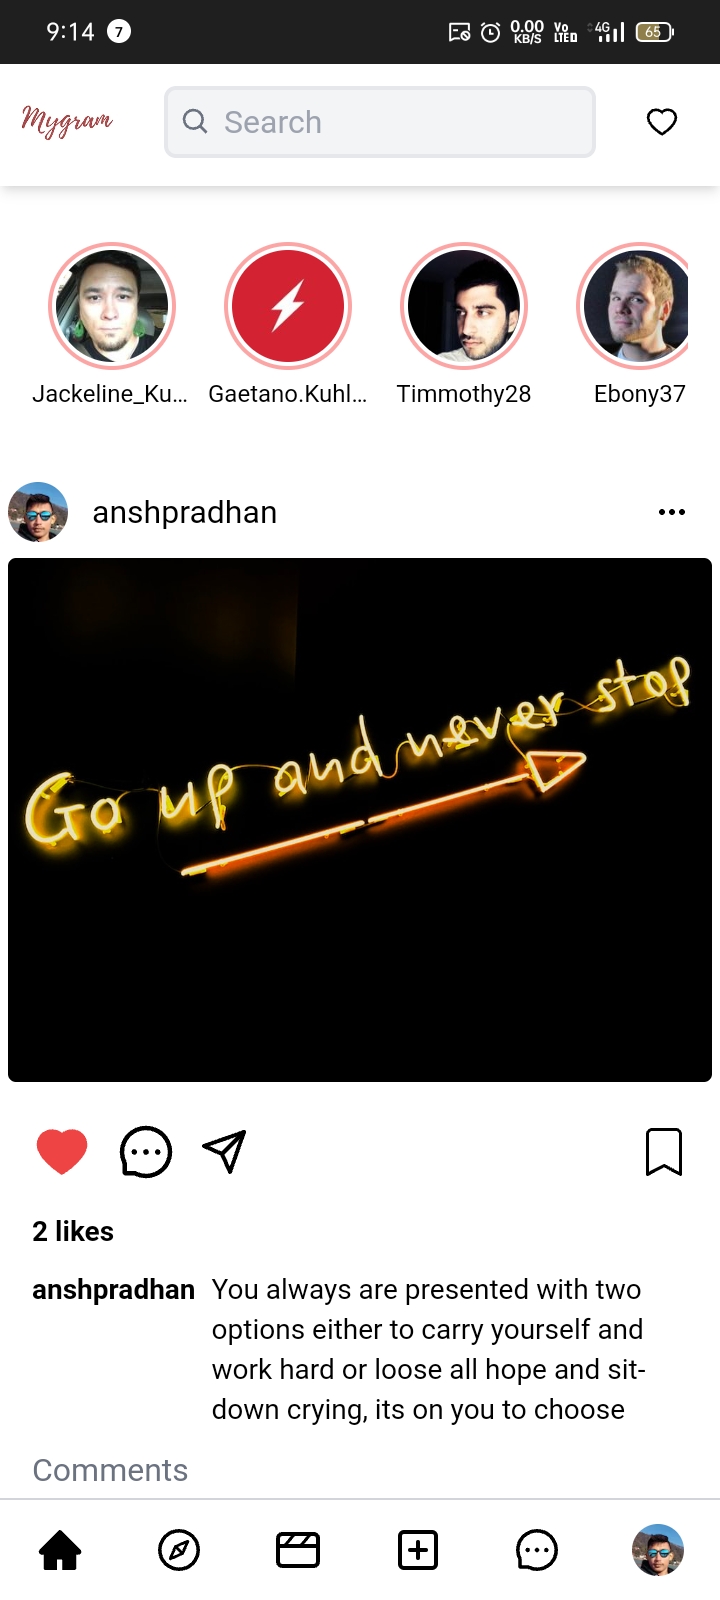 9:14 7 0.00 KB/S Vo LTE 4G 65
Mygram
Search
Jackeline_Ku... Gaetano.Kuhl... Timmothy28 Ebony37
anshpradhan
Go up and never stop
2 likes
anshpradhan You always are presented with two
options either to carry yourself and
work hard or loose all hope and sit-
down crying, its on you to choose
Comments